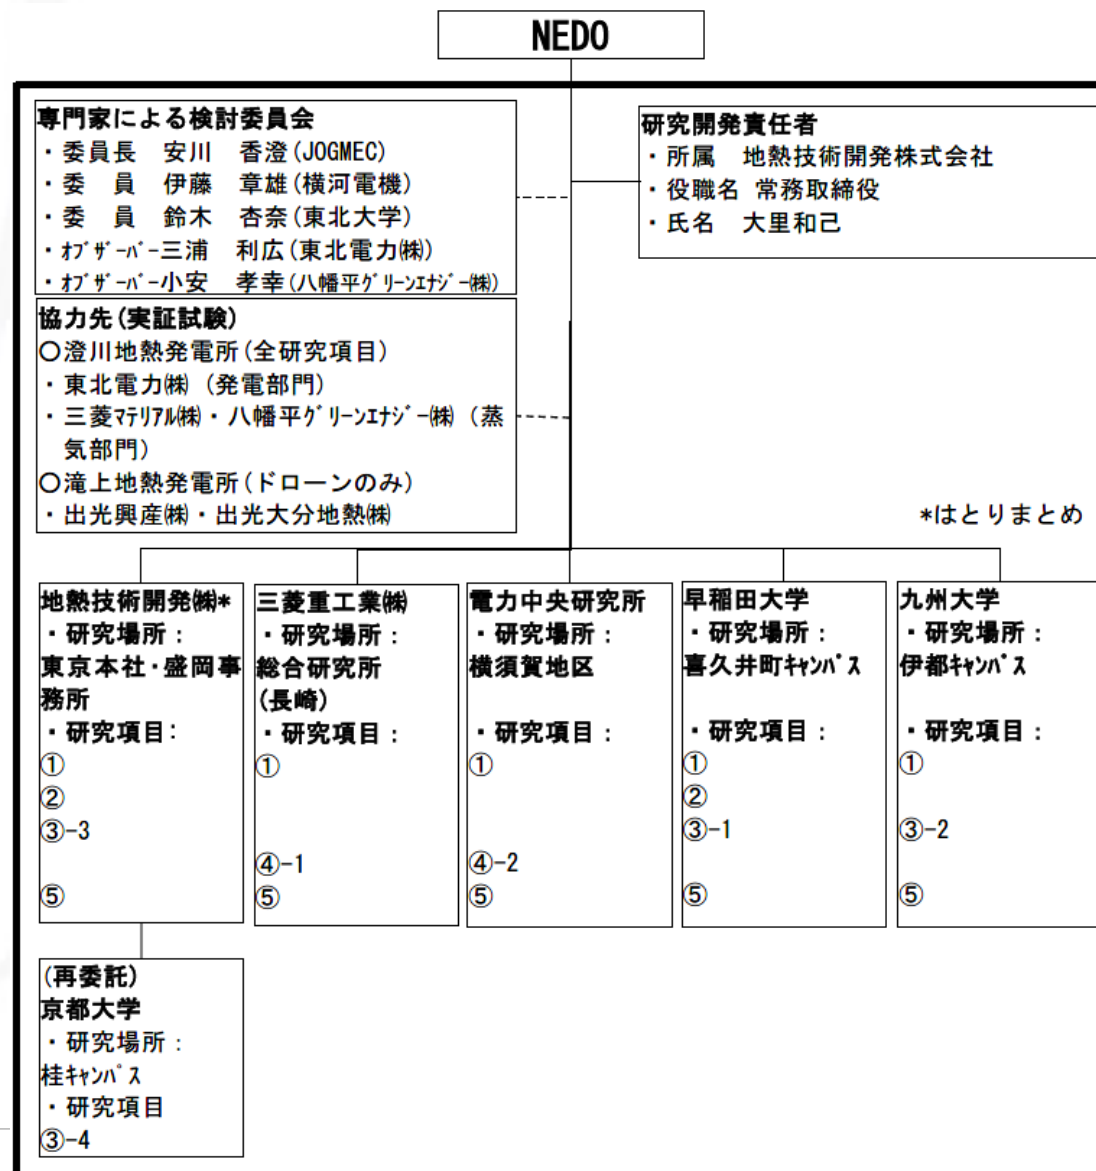 NEDO
専門家による検討委員会
・委員長 安川 香澄(JOGMEC)
・委 員 伊藤 章雄(横河電機)
・委 員 鈴木 杏奈(東北大学)
・ｵﾌﾞｻﾞｰﾊﾞｰ三浦 利広(東北電力㈱)
・ｵﾌﾞｻﾞｰﾊﾞｰ小安 孝幸(八幡平ｸﾞﾘｰﾝｴﾅｼﾞｰ㈱)
研究開発責任者
・所属 地熱技術開発株式会社
・役職名 常務取締役
・氏名 大里和己
協力先(実証試験)
〇澄川地熱発電所(全研究項目)
・東北電力㈱ (発電部門)
・三菱ﾏﾃﾘｱﾙ㈱・八幡平ｸﾞﾘｰﾝｴﾅｼﾞｰ㈱ (蒸
気部門)
〇滝上地熱発電所(ドローンのみ)
・出光興産㈱・出光大分地熱㈱
*はとりまとめ
地熱技術開発㈱*
・研究場所：
東京本社・盛岡事
務所
・研究項目：
①
②
③-3
⑤
三菱重工業㈱
・研究場所：
総合研究所
(長崎)
・研究項目：
①
④-1
⑤
電力中央研究所
・研究場所：
横須賀地区
・研究項目：
①
④-2
⑤
早稲田大学
・研究場所：
喜久井町ｷｬﾝﾊﾟｽ
・研究項目：
①
②
③-1
⑤
九州大学
・研究場所：
伊都ｷｬﾝﾊﾟｽ
・研究項目：
①
③-2
⑤
(再委託)
京都大学
・研究場所：
桂ｷｬﾝﾊﾟｽ
・研究項目
③-4